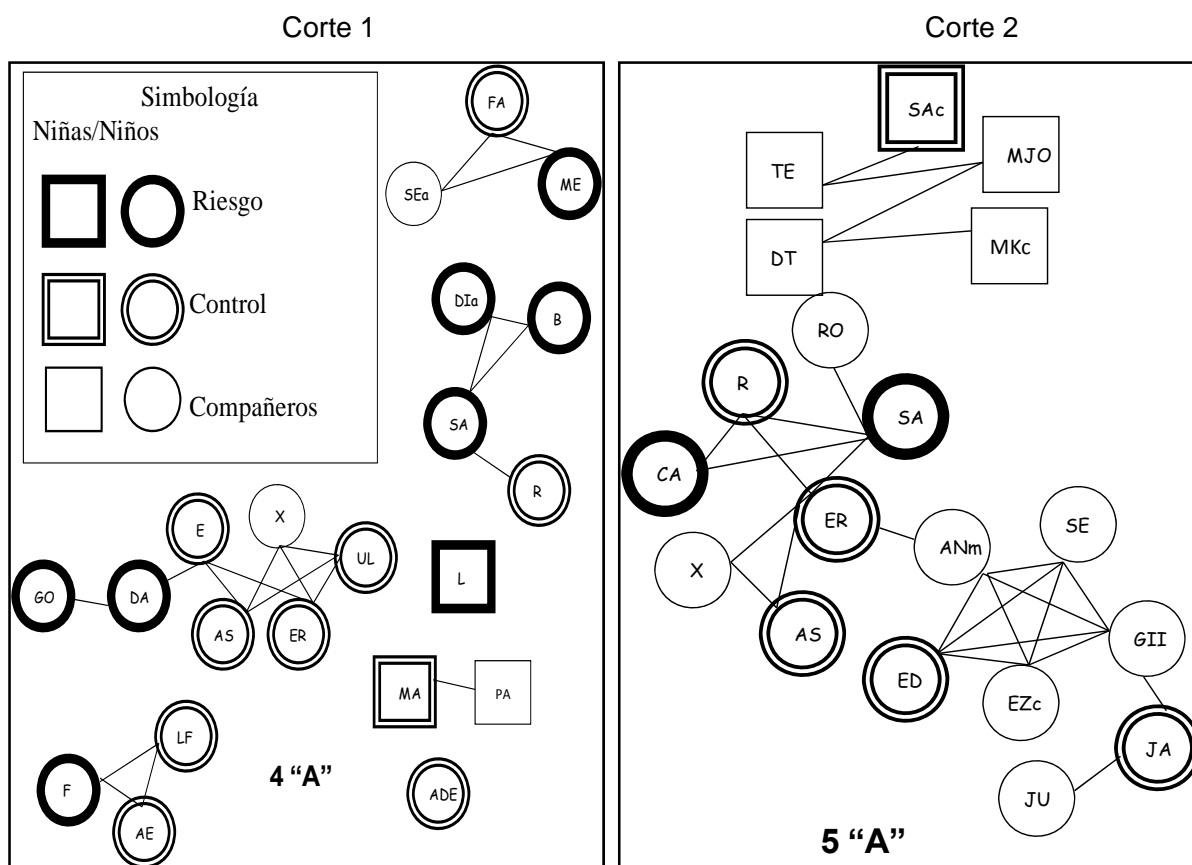 Corte 1
Corte 2
Simbología
Niñas/Niños
Riesgo
Control
Compañeros
FA
SEa
ME
DIa
B
SA
R
E
X
UL
GO
DA
AS
ER
L
MA
PA
LF
F
AE
ADE
4 “A”
SAc
TE
MJO
DT
MKc
RO
R
SA
CA
ER
X
AS
ANm
SE
ED
EZc
GII
JA
JU
5 “A”